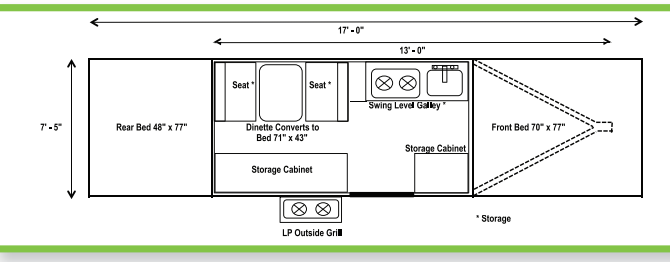 17' - 0"
13' - 0"
Seat *
Seat *
Swing Level Galley *
7' - 5"
Rear Bed 48" x 77"
Dinette Converts to
Bed 71" x 43"
Front Bed 70" x 77"
Storage Cabinet
Storage Cabinet
* Storage
LP Outside Grill